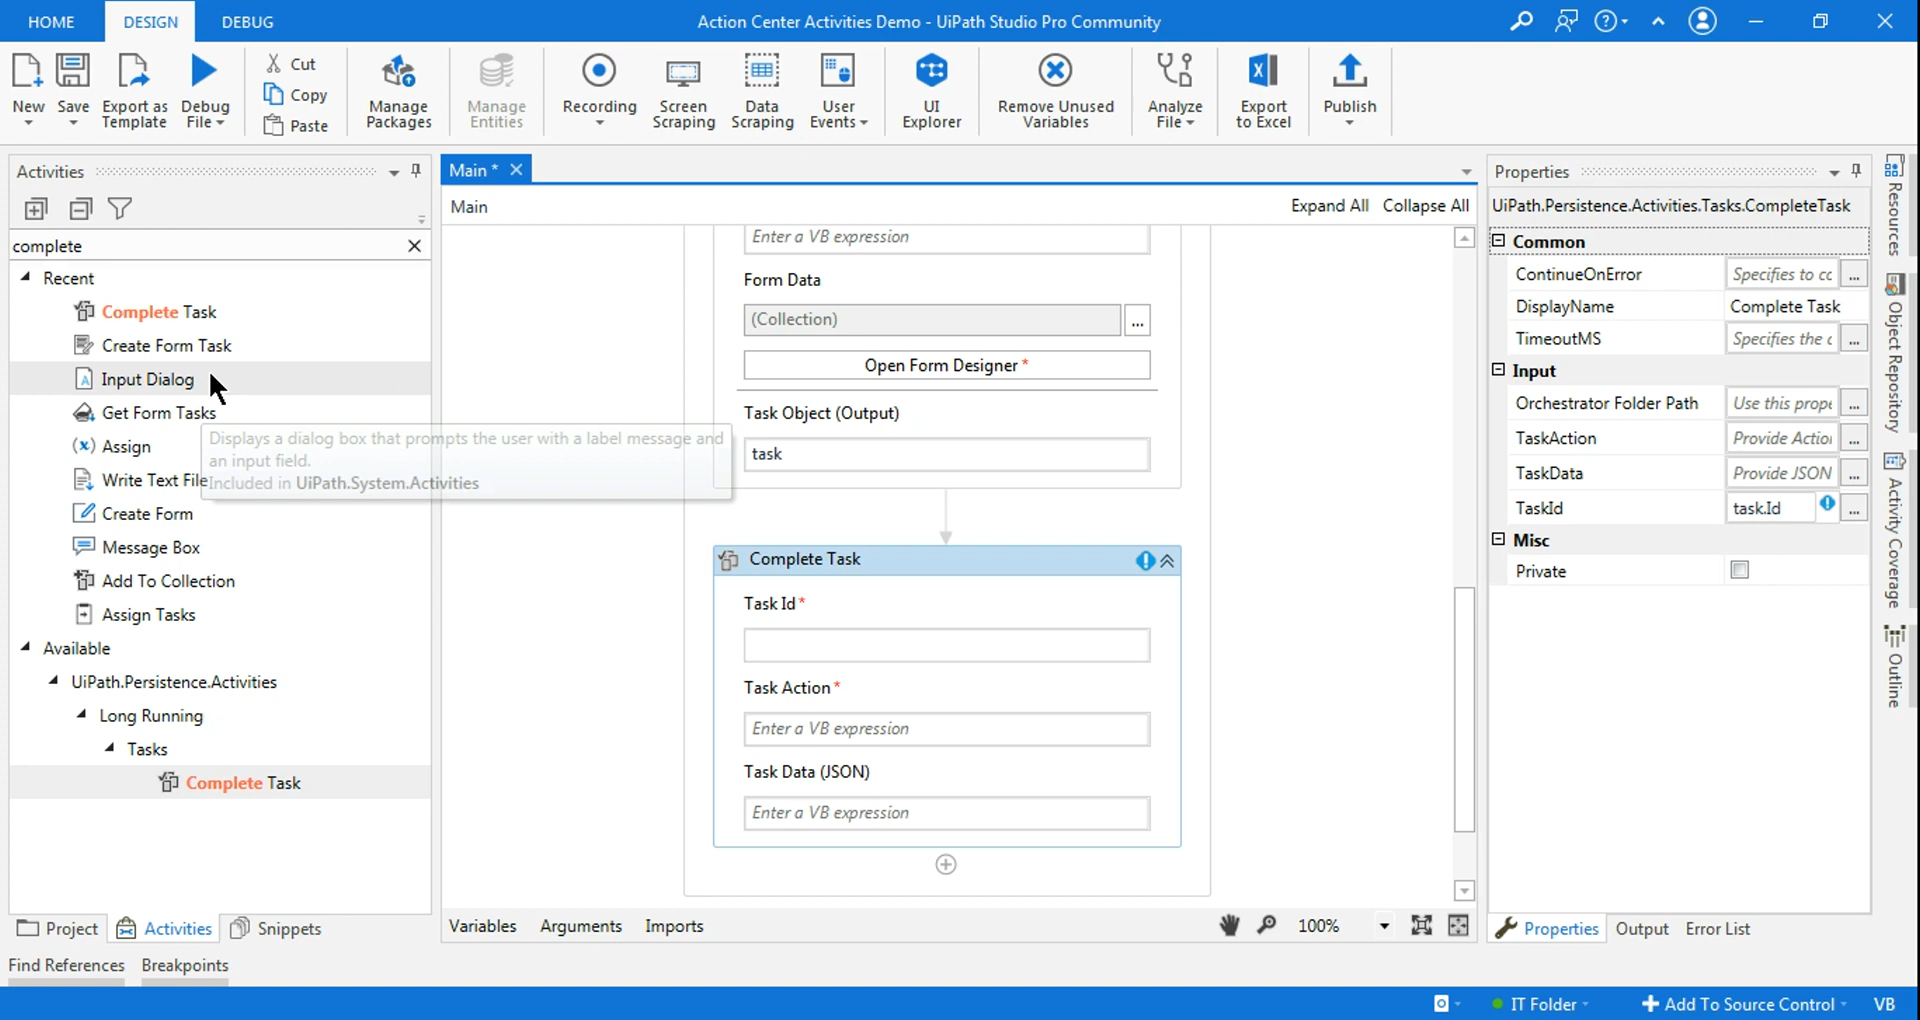 HOME
DESIGN
DEBUG
Action Center Activities Demo - UiPath Studio Pro Community
New
Save
Export as
Template
Debug
File
Cut
Copy
Paste
Manage
Packages
Manage
Entities
Recording
Screen
Scraping
Data
Scraping
User
Events
UI
Explorer
Remove Unused
Variables
Analyze
File
Export
to Excel
Publish
Activities
complete
Recent
Complete Task
Create Form Task
Input Dialog
Get Form Tasks
Assign
Write Text File
Create Form
Message Box
Add To Collection
Assign Tasks
Available
UiPath.Persistence.Activities
Long Running
Tasks
Complete Task
Displays a dialog box that prompts the user with a label message and
an input field.
Included in UiPath.System.Activities
Project
Activities
Snippets
Main *
Main
Expand All
Collapse All
Enter a VB expression
Form Data
(Collection)
...
Open Form Designer *
Task Object (Output)
task
Complete Task
Task Id *
Task Action *
Enter a VB expression
Task Data (JSON)
Enter a VB expression
Variables
Arguments
Imports
100%
Properties
UiPath.Persistence.Activities.Tasks.CompleteTask
Common
ContinueOnError
Specifies to cc
...
DisplayName
Complete Task
TimeoutMS
Specifies the c
...
Input
Orchestrator Folder Path
Use this prope
...
TaskAction
Provide Action
...
TaskData
Provide JSON
...
TaskId
task.Id
...
Misc
Private
Properties
Output
Error List
Resources
Object Repository
Activity Coverage
Outline
Find References
Breakpoints
IT Folder
Add To Source Control
VB